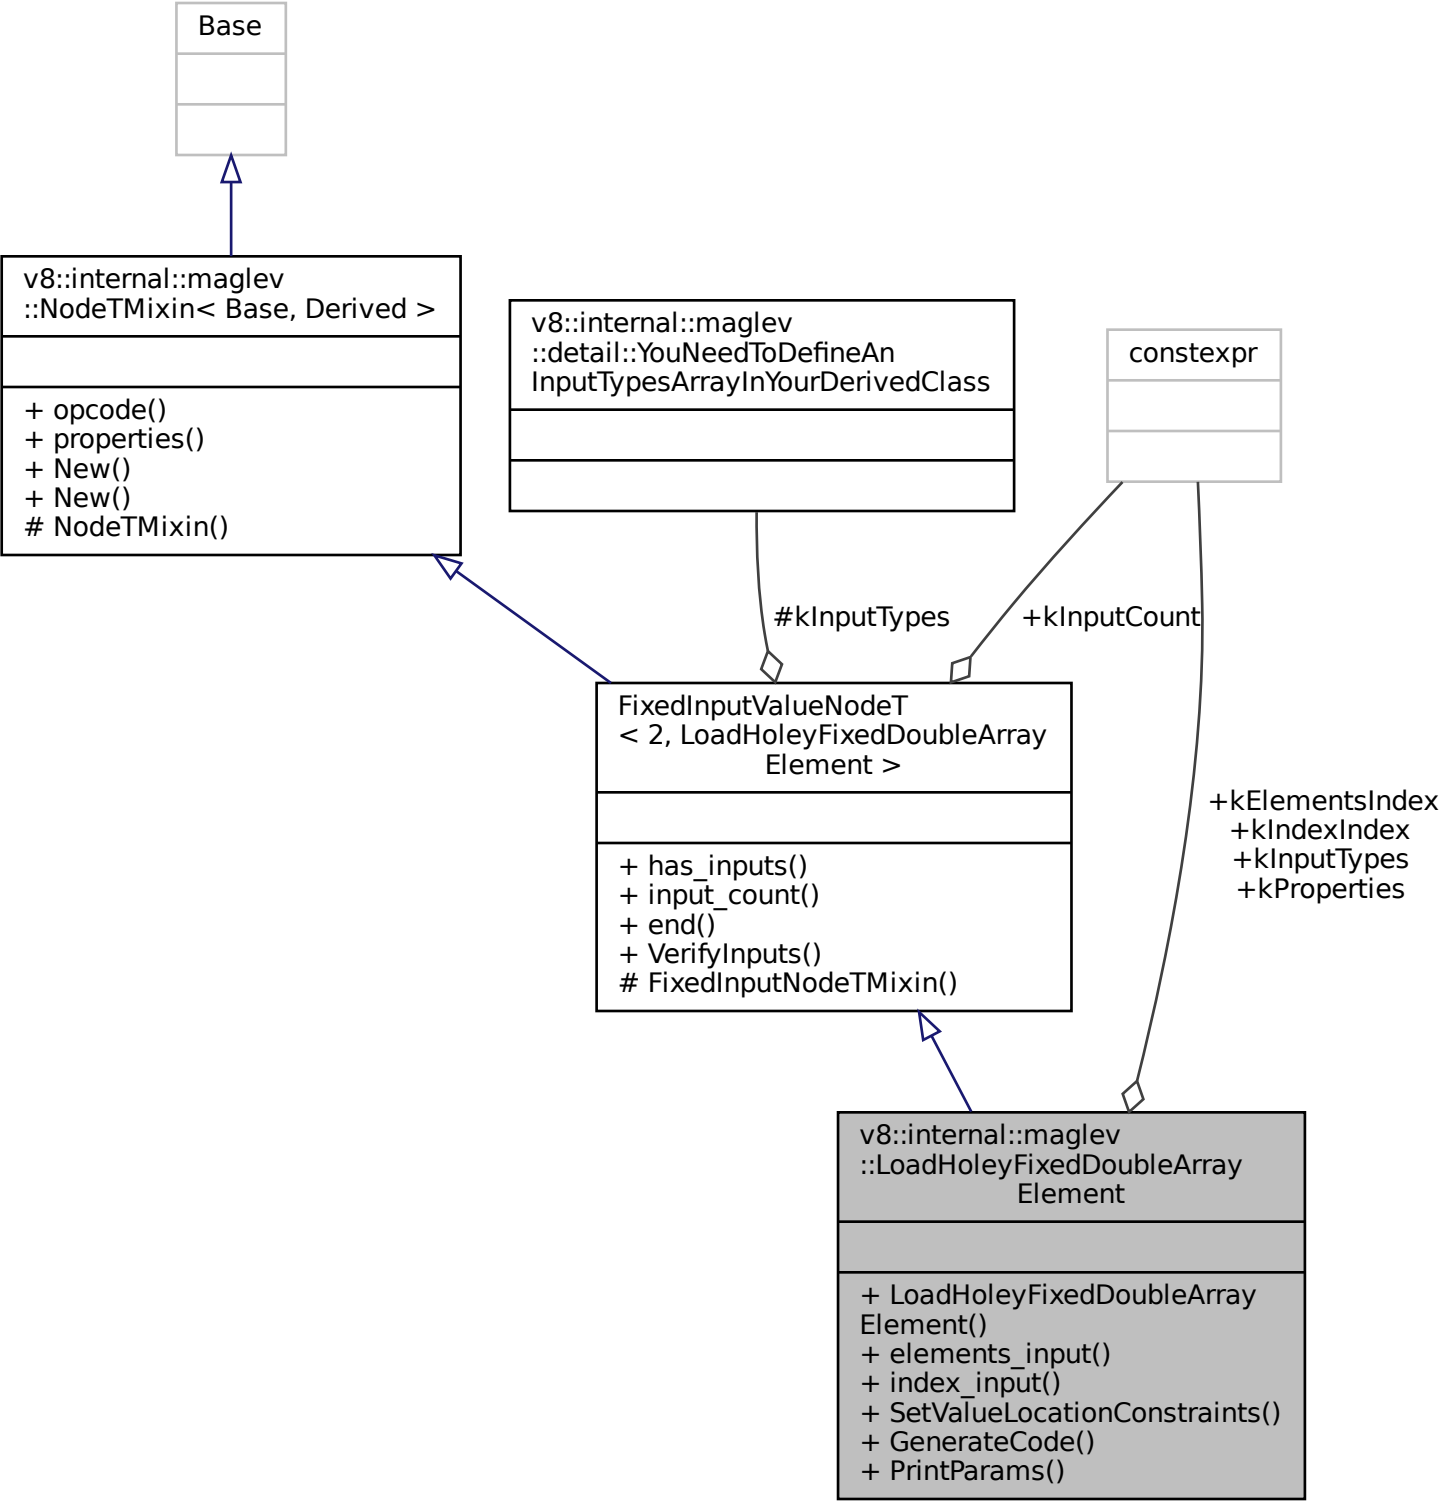 Base
v8::internal::maglev
::NodeTMixin< Base, Derived >
+ opcode()
+ properties()
+ New()
+ New()
# NodeTMixin()
v8::internal::maglev
::detail::YouNeedToDefineAn
InputTypesArrayInYourDerivedClass
constexpr
#kInputTypes
+kInputCount
FixedInputValueNodeT
< 2, LoadHoleyFixedDoubleArray
Element >
+ has_inputs()
+ input_count()
+ end()
+ VerifyInputs()
# FixedInputNodeTMixin()
+kElementsIndex
+kIndexIndex
+kInputTypes
+kProperties
v8::internal::maglev
::LoadHoleyFixedDoubleArray
Element
+ LoadHoleyFixedDoubleArray
Element()
+ elements_input()
+ index_input()
+ SetValueLocationConstraints()
+ GenerateCode()
+ PrintParams()